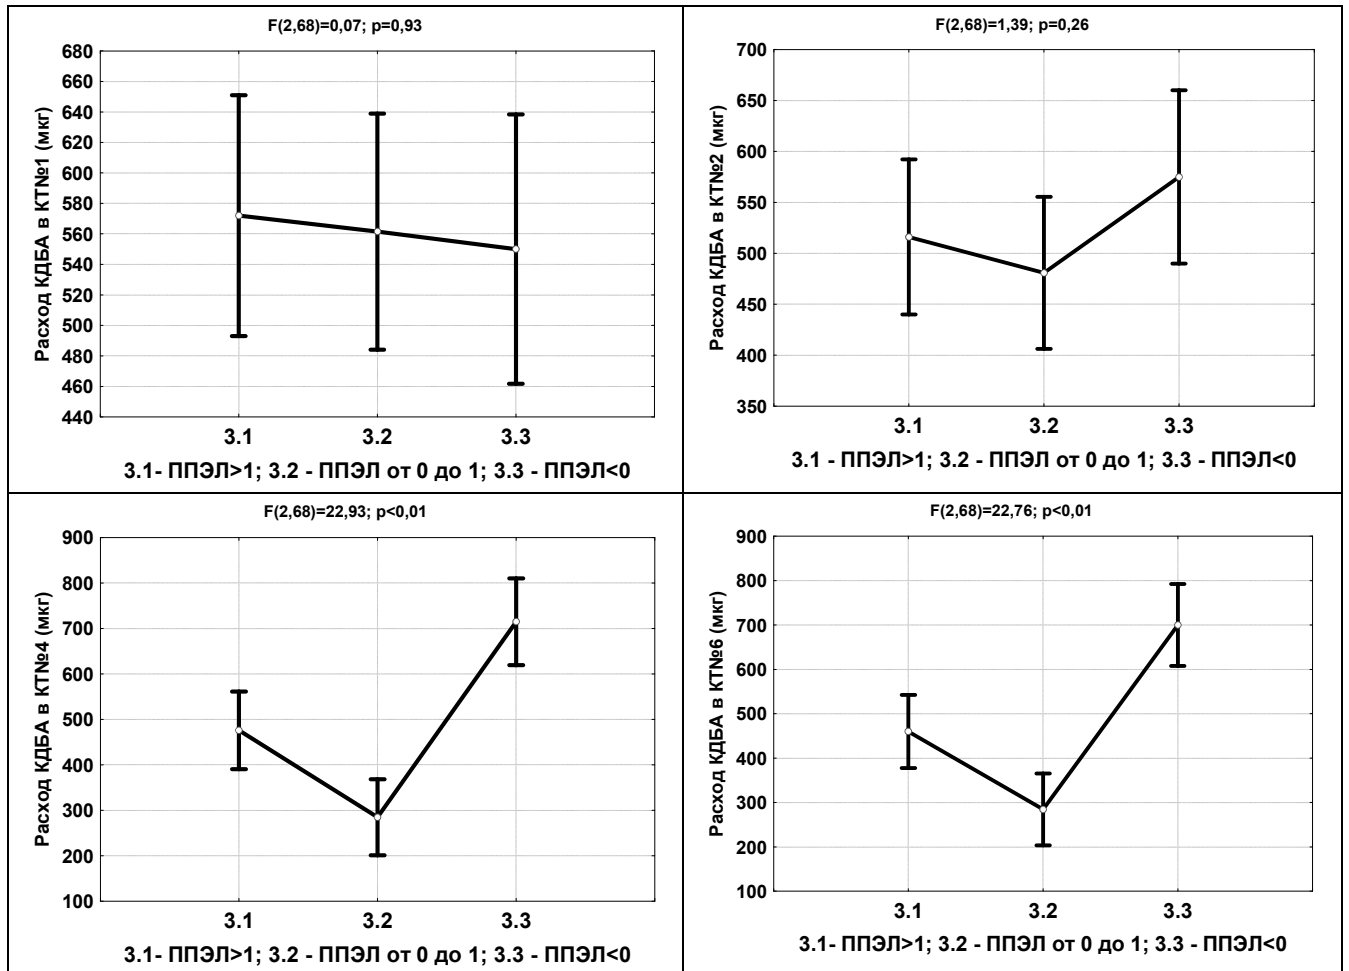 F(2,68)=0,07; p=0,93
Расход КДБА в КТ№1 (мкг)
680
660
640
620
600
580
560
540
520
500
480
460
440
3.1 3.2 3.3
3.1- ППЭЛ>1; 3.2 - ППЭЛ от 0 до 1; 3.3 - ППЭЛ<0
F(2,68)=1,39; p=0,26
Расход КДБА в КТ№2 (мкг)
700
650
600
550
500
450
400
350
3.1 3.2 3.3
3.1 - ППЭЛ>1; 3.2 - ППЭЛ от 0 до 1; 3.3 - ППЭЛ<0
F(2,68)=22,93; p<0,01
Расход КДБА в КТ№4 (мкг)
900
800
700
600
500
400
300
200
100
3.1 3.2 3.3
3.1- ППЭЛ>1; 3.2 - ППЭЛ от 0 до 1; 3.3 - ППЭЛ<0
F(2,68)=22,76; p<0,01
Расход КДБА в КТ№6 (мкг)
900
800
700
600
500
400
300
200
100
3.1 3.2 3.3
3.1- ППЭЛ>1; 3.2 - ППЭЛ от 0 до 1; 3.3 - ППЭЛ<0